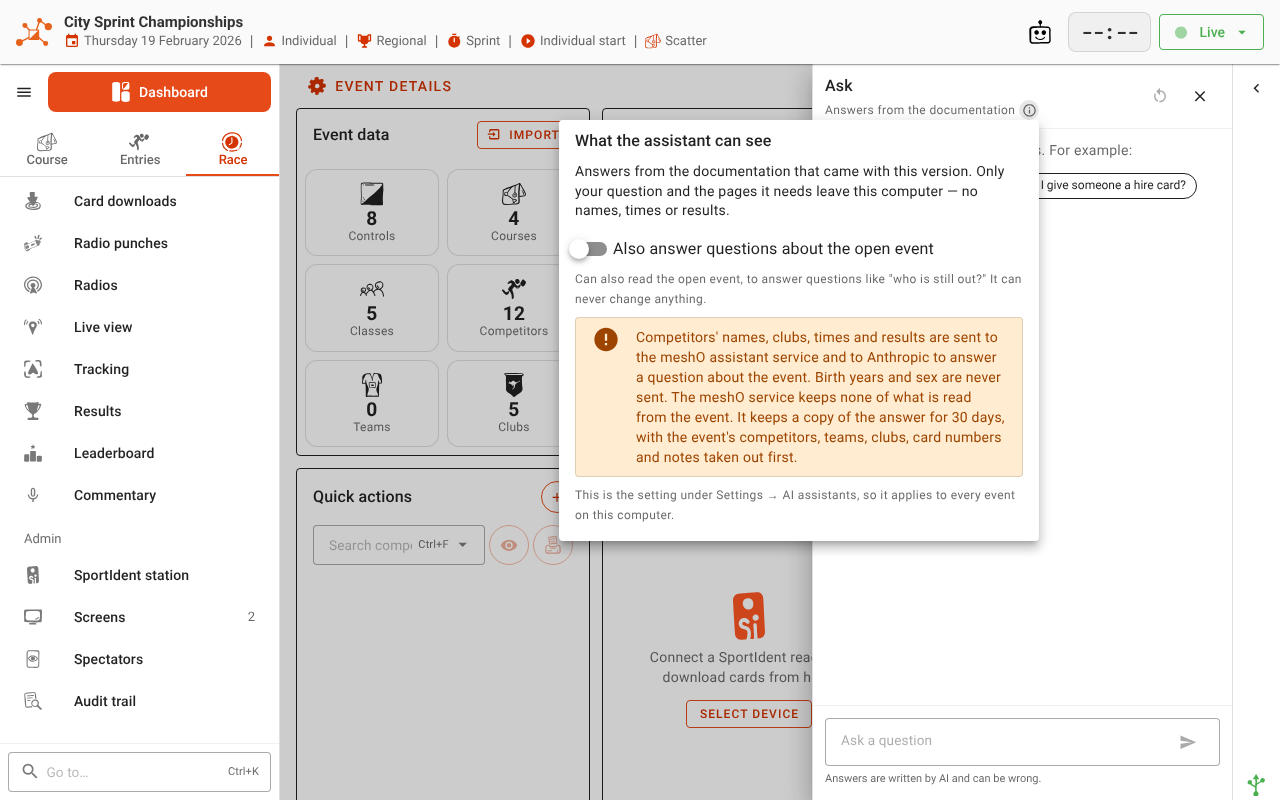 City Sprint Championships
Thursday 19 February 2026 | Individual | Regional | Sprint | Individual start | Scatter
--:--
Live
Dashboard
Course
Entries
Race
Card downloads
Radio punches
Radios
Live view
Tracking
Results
Leaderboard
Commentary
Admin
SportIdent station
Screens 2
Spectators
Audit trail
Go to… Ctrl+K
EVENT DETAILS
Event data
IMPORT
8
Controls
4
Courses
5
Classes
12
Competitors
0
Teams
5
Clubs
Quick actions
Search comp Ctrl+F
Si
Connect a SportIdent rea
download cards from h
SELECT DEVICE
Ask
Answers from the documentation
s. For example:
I give someone a hire card?
What the assistant can see
Answers from the documentation that came with this version. Only
your question and the pages it needs leave this computer — no
names, times or results.
Also answer questions about the open event
Can also read the open event, to answer questions like "who is still out?" It can
never change anything.
Competitors' names, clubs, times and results are sent to
the meshO assistant service and to Anthropic to answer
a question about the event. Birth years and sex are never
sent. The meshO service keeps none of what is read
from the event. It keeps a copy of the answer for 30 days,
with the event's competitors, teams, clubs, card numbers
and notes taken out first.
This is the setting under Settings → AI assistants, so it applies to every event
on this computer.
Ask a question
Answers are written by AI and can be wrong.